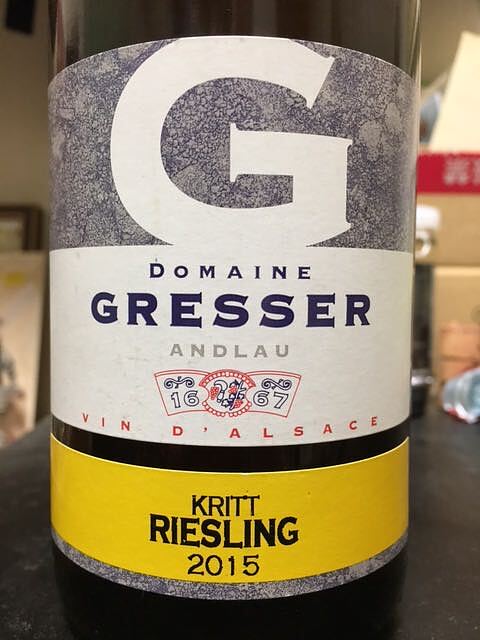 G
DOMAINE
GRESSER
ANDLAU
16 67
VIN D'ALSACE
KRITT
RIESLING
2015